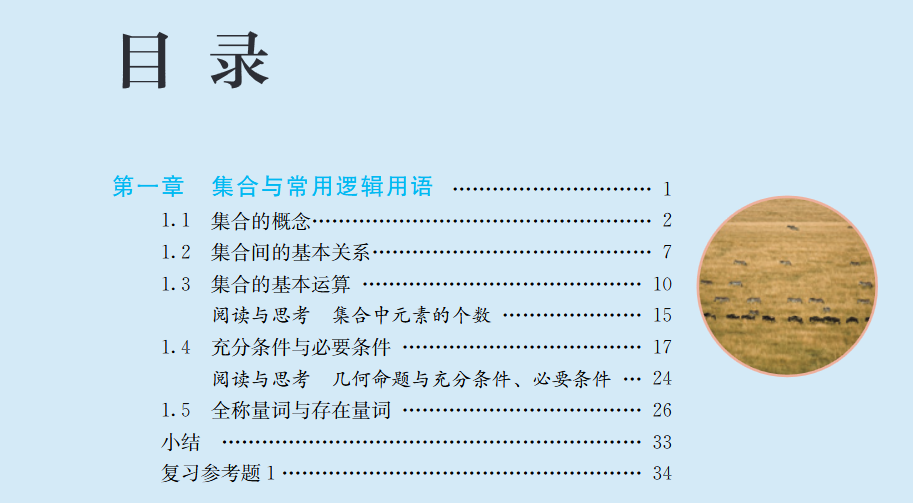 目 录
第一章 集合与常用逻辑用语 ………………………… 1
1.1 集合的概念………………………………………… 2
1.2 集合间的基本关系………………………………… 7
1.3 集合的基本运算 ………………………………… 10
阅读与思考 集合中元素的个数 ………………… 15
1.4 充分条件与必要条件 …………………………… 17
阅读与思考 几何命题与充分条件、必要条件 … 24
1.5 全称量词与存在量词 …………………………… 26
小结 ………………………………………………… 33
复习参考题 1 ………………………………………… 34